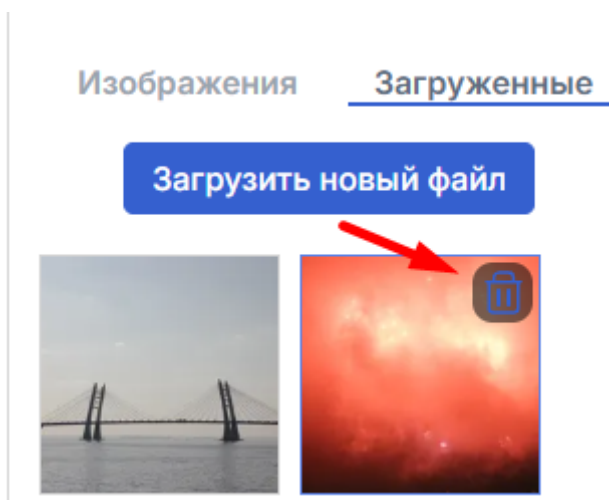 Изображения
Загруженные
Загрузить новый файл